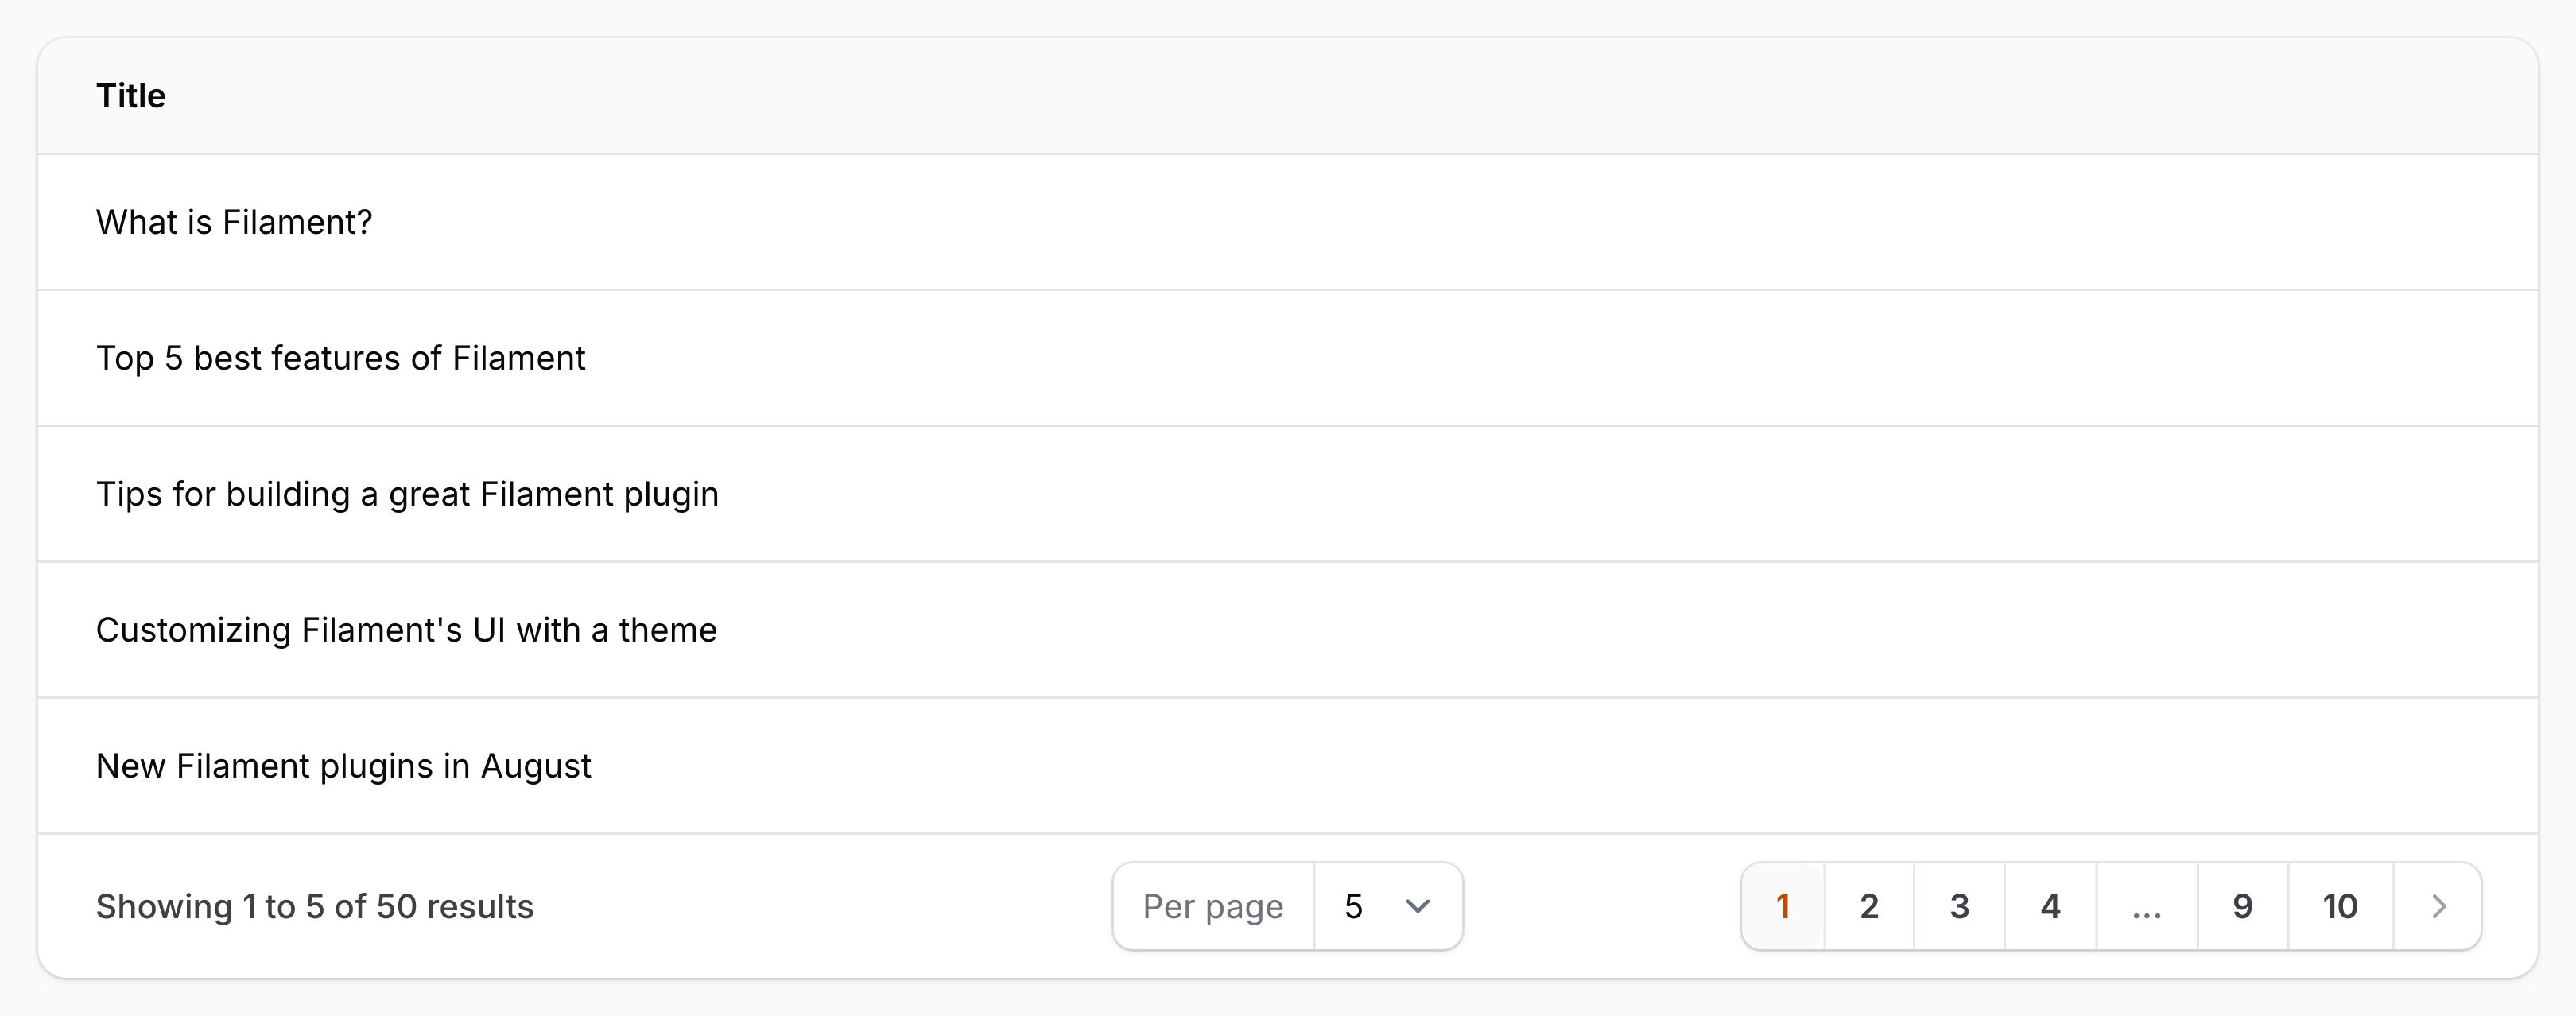 Title
What is Filament?
Top 5 best features of Filament
Tips for building a great Filament plugin
Customizing Filament's UI with a theme
New Filament plugins in August
Showing 1 to 5 of 50 results Per page 5 1 2 3 4 ... 9 10